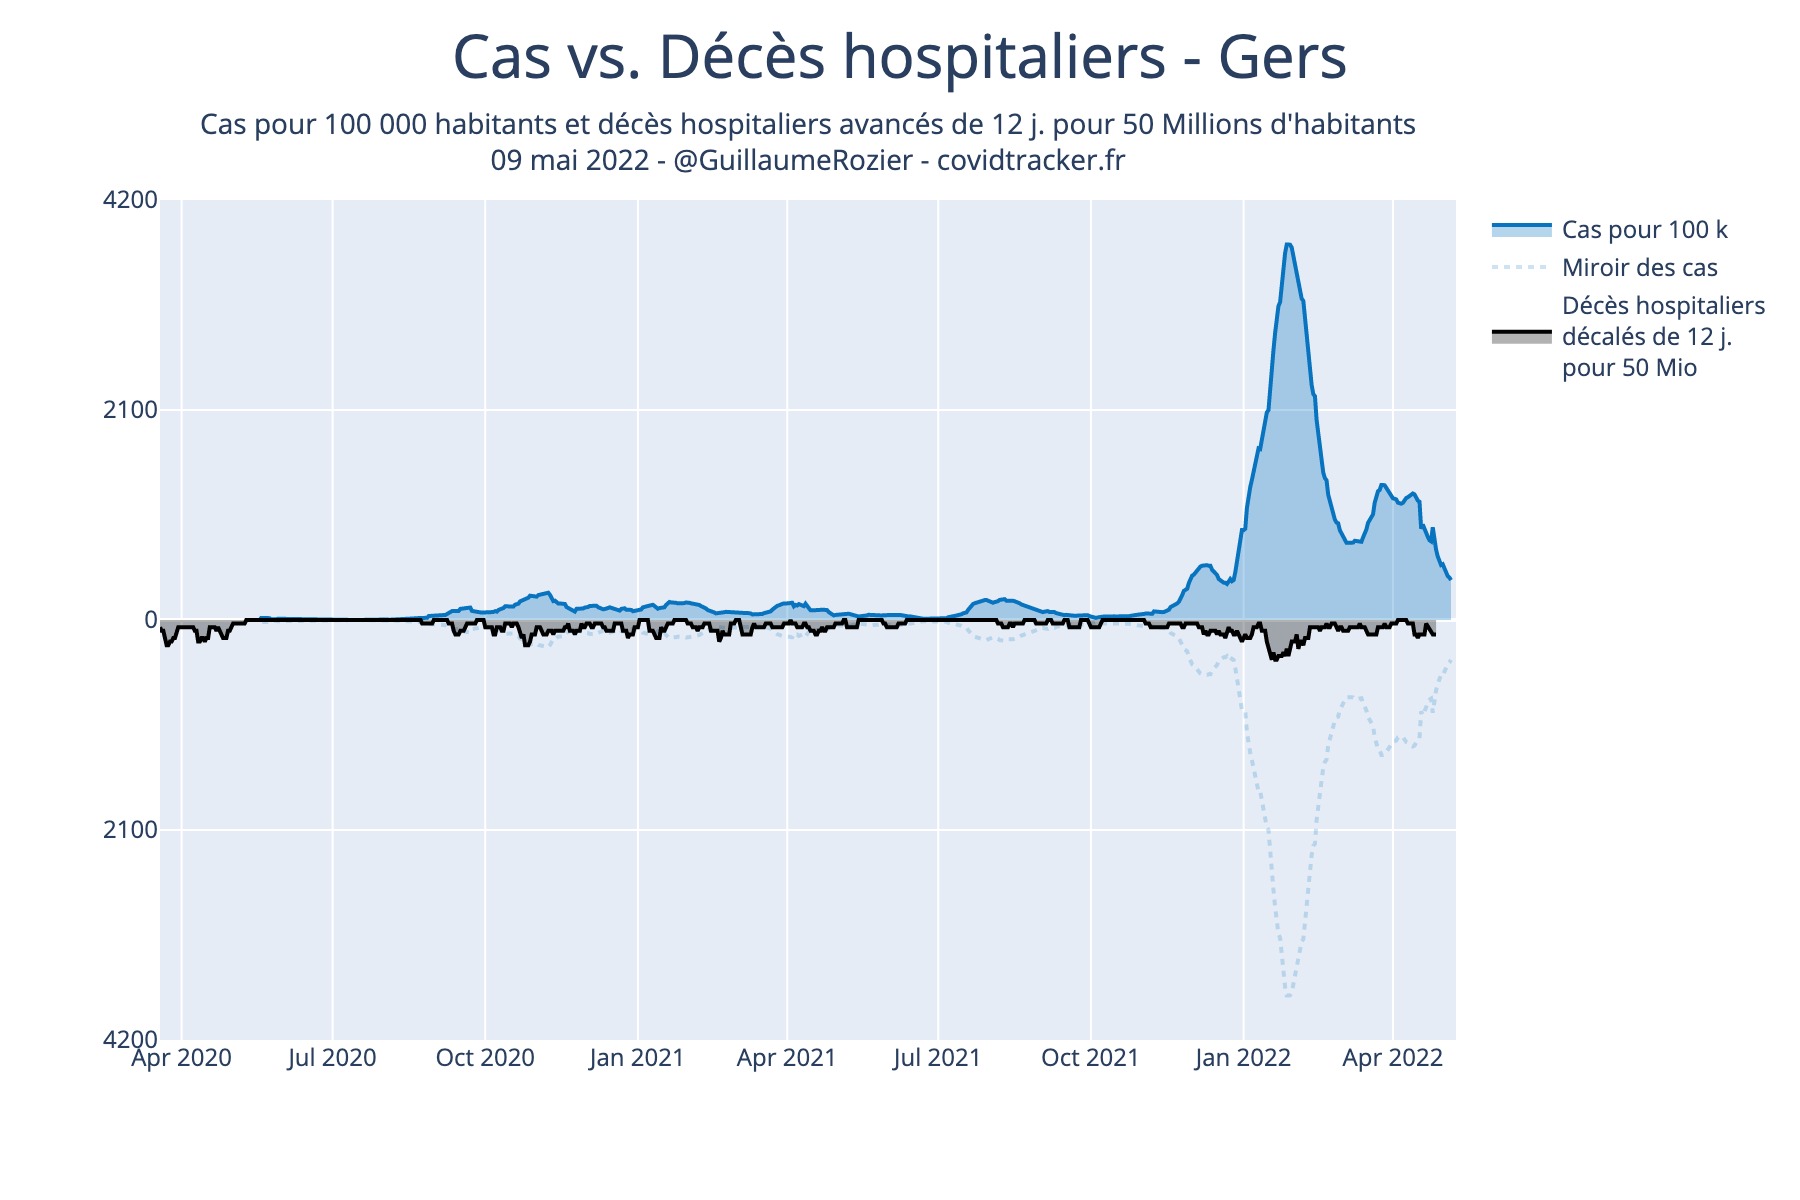 Cas vs. Décès hospitaliers - Gers
Cas pour 100 000 habitants et décès hospitaliers avancés de 12 j. pour 50 Millions d'habitants
09 mai 2022 - @GuillaumeRozier - covidtracker.fr
4200
2100
0
2100
4200
Apr 2020
Jul 2020
Oct 2020
Jan 2021
Apr 2021
Jul 2021
Oct 2021
Jan 2022
Apr 2022
Cas pour 100 k
Miroir des cas
Décès hospitaliers
décalés de 12 j.
pour 50 Mio